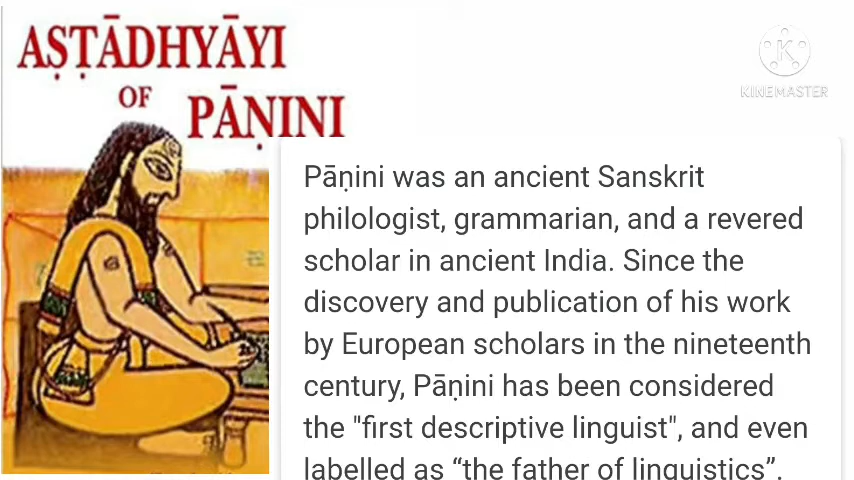 AṢṬĀDHYĀYI
OF
PĀṆINI
KINEMASTER
Pāṇini was an ancient Sanskrit
philologist, grammarian, and a revered
scholar in ancient India. Since the
discovery and publication of his work
by European scholars in the nineteenth
century, Pāṇini has been considered
the "first descriptive linguist", and even
labelled as “the father of linguistics”.